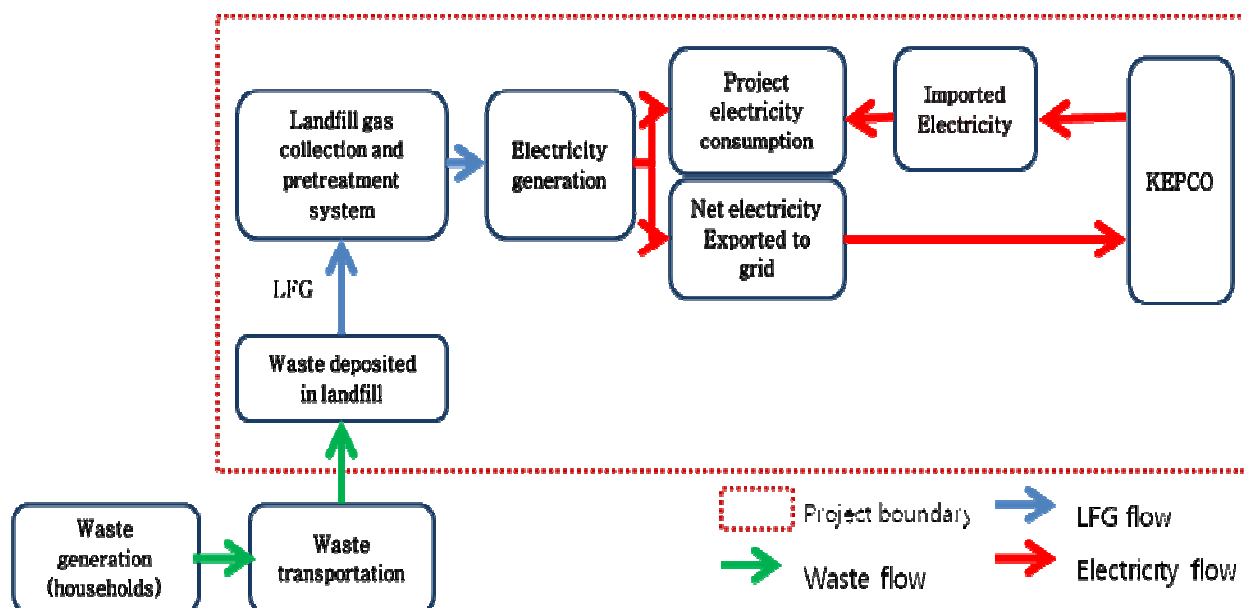 Landfill gas
collection and
pretreatment
system
Electricity
generation
Project
electricity
consumption
Imported
Electricity
KEPCO
Net electricity
Exported to
grid
LFG
Waste deposited
in landfill
Waste
generation
(households)
Waste
transportation
Project boundary
LFG flow
Waste flow
Electricity flow